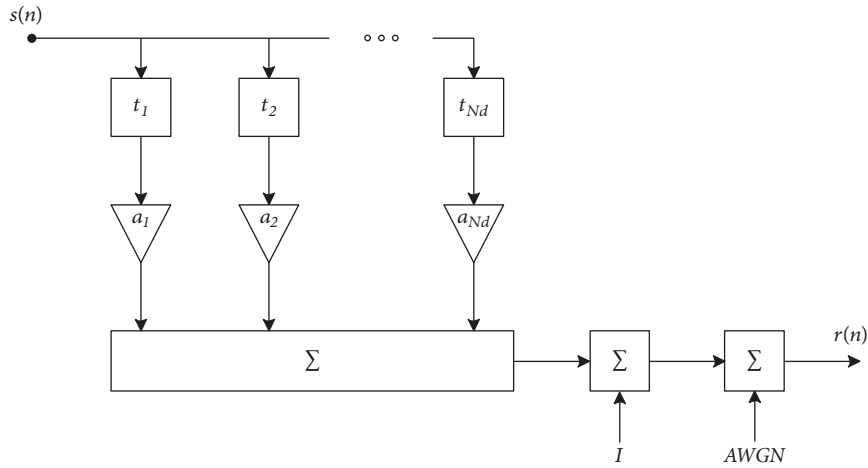 s(n)
t1 t2 tNd
a1 a2 aNd
Σ Σ Σ r(n)
I AWGN